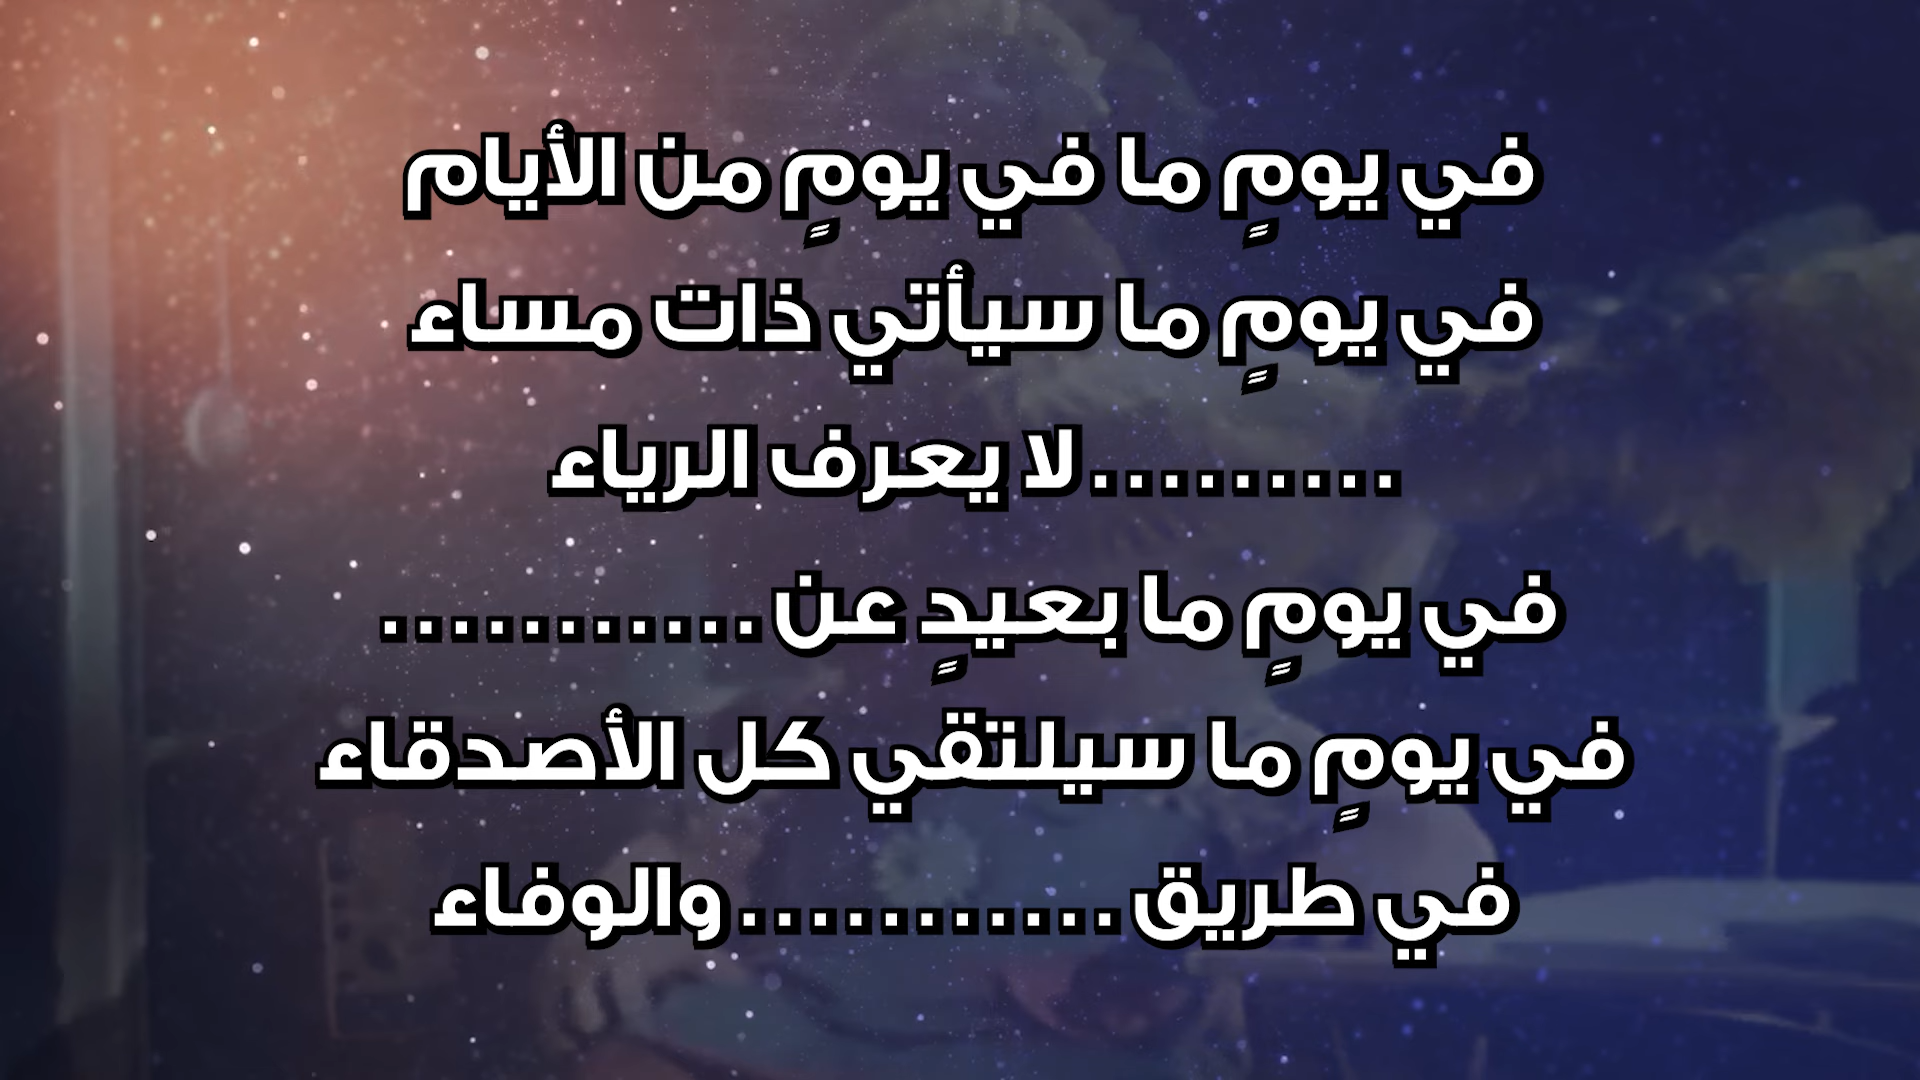 في يومٍ ما في يومٍ من الأيام
في يومٍ ما سيأتي ذات مساء
......... لا يعرف الرياء
في يومٍ ما بعيدٍ عن ...........
في يومٍ ما سيلتقي كل الأصدقاء
في طريق ........... والوفاء